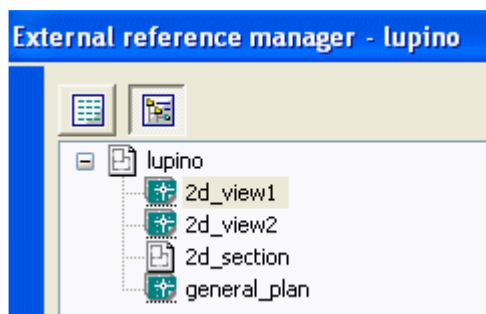 External reference manager - lupino
lupino
2d_view1
2d_view2
2d_section
general_plan